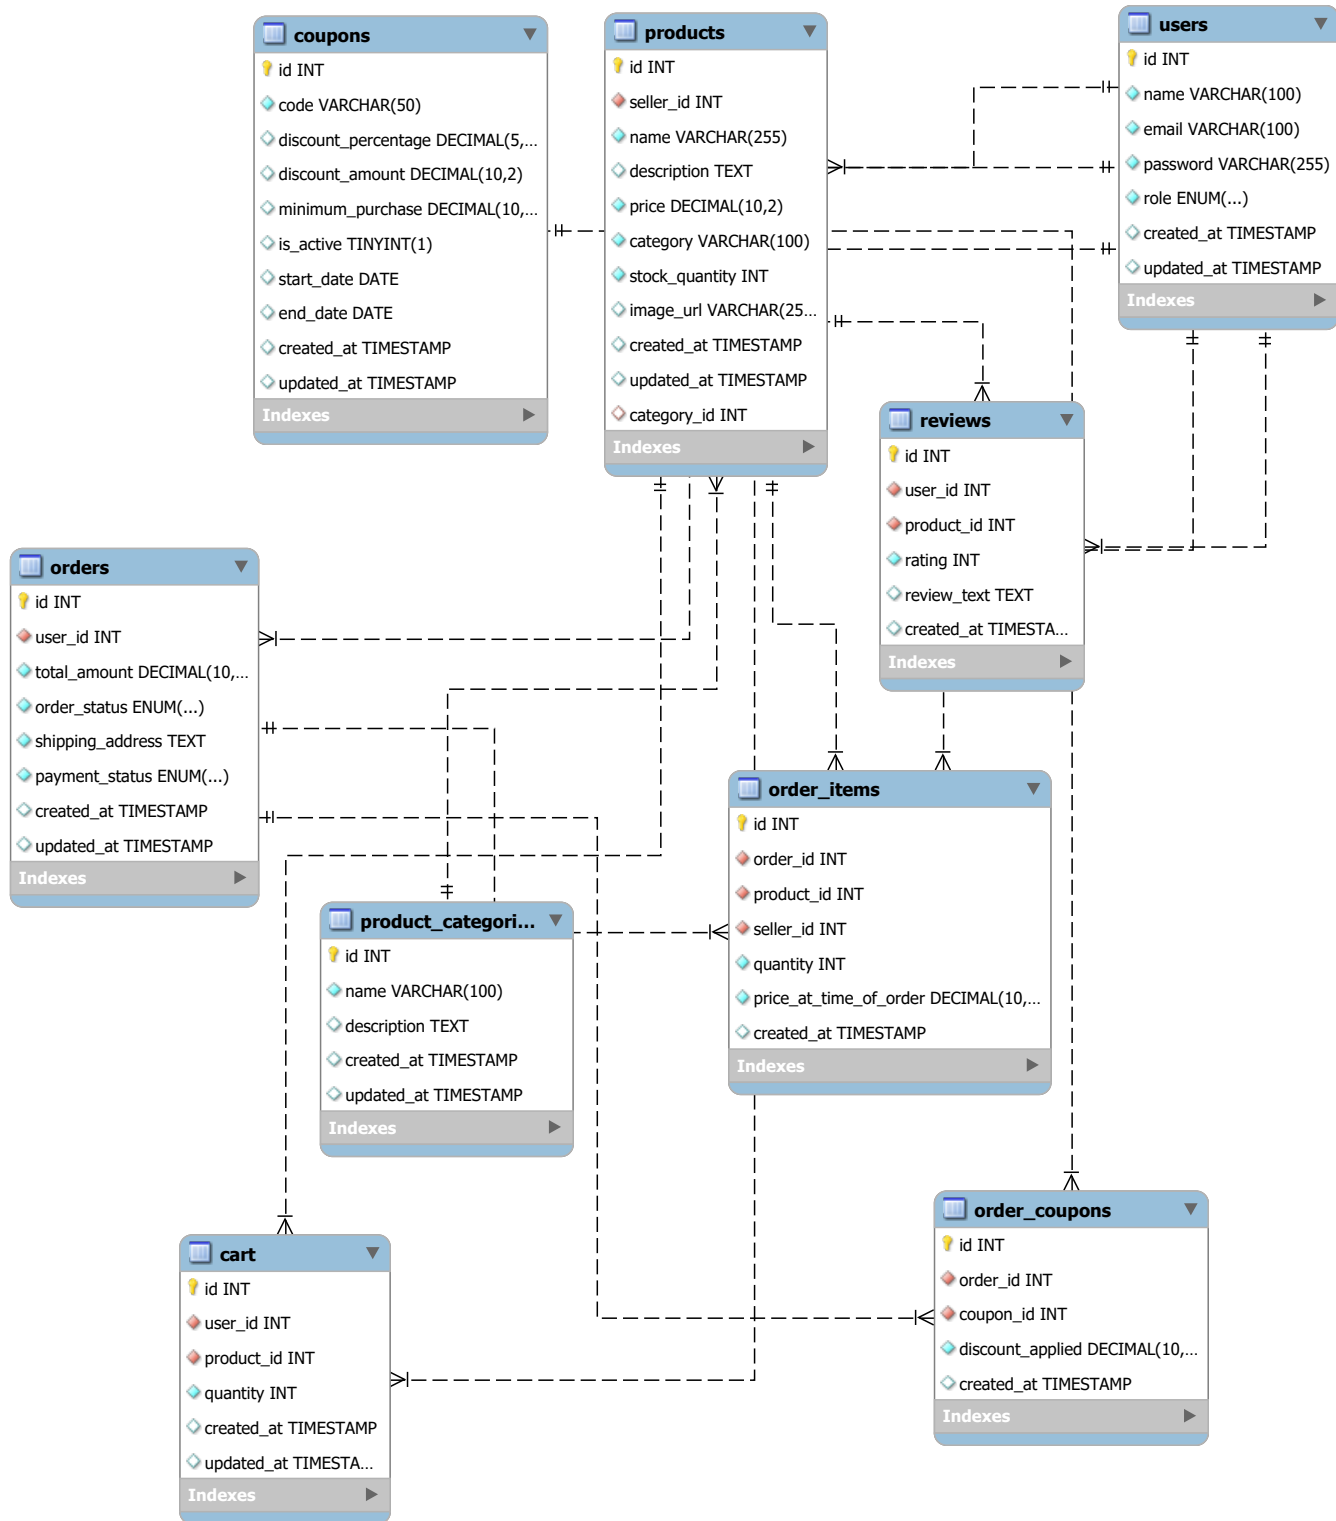 coupons
id INT
code VARCHAR(50)
discount_percentage DECIMAL(5,...
discount_amount DECIMAL(10,2)
minimum_purchase DECIMAL(10,...
is_active TINYINT(1)
start_date DATE
end_date DATE
created_at TIMESTAMP
updated_at TIMESTAMP
Indexes
products
id INT
seller_id INT
name VARCHAR(255)
description TEXT
price DECIMAL(10,2)
category VARCHAR(100)
stock_quantity INT
image_url VARCHAR(25...
created_at TIMESTAMP
updated_at TIMESTAMP
category_id INT
Indexes
users
id INT
name VARCHAR(100)
email VARCHAR(100)
password VARCHAR(255)
role ENUM(...)
created_at TIMESTAMP
updated_at TIMESTAMP
Indexes
reviews
id INT
user_id INT
product_id INT
rating INT
review_text TEXT
created_at TIMESTA...
Indexes
orders
id INT
user_id INT
total_amount DECIMAL(10,...
order_status ENUM(...)
shipping_address TEXT
payment_status ENUM(...)
created_at TIMESTAMP
updated_at TIMESTAMP
Indexes
order_items
id INT
order_id INT
product_id INT
seller_id INT
quantity INT
price_at_time_of_order DECIMAL(10,...
created_at TIMESTAMP
Indexes
product_categori...
id INT
name VARCHAR(100)
description TEXT
created_at TIMESTAMP
updated_at TIMESTAMP
Indexes
order_coupons
id INT
order_id INT
coupon_id INT
discount_applied DECIMAL(10,...
created_at TIMESTAMP
Indexes
cart
id INT
user_id INT
product_id INT
quantity INT
created_at TIMESTAMP
updated_at TIMESTA...
Indexes